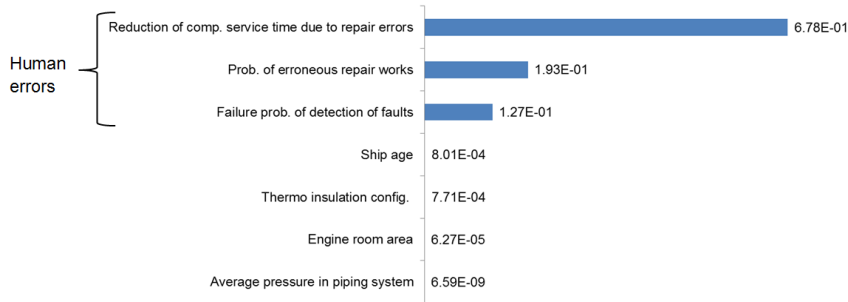 Human
errors
Reduction of comp. service time due to repair errors 6.78E-01
Prob. of erroneous repair works 1.93E-01
Failure prob. of detection of faults 1.27E-01
Ship age 8.01E-04
Thermo insulation config. 7.71E-04
Engine room area 6.27E-05
Average pressure in piping system 6.59E-09